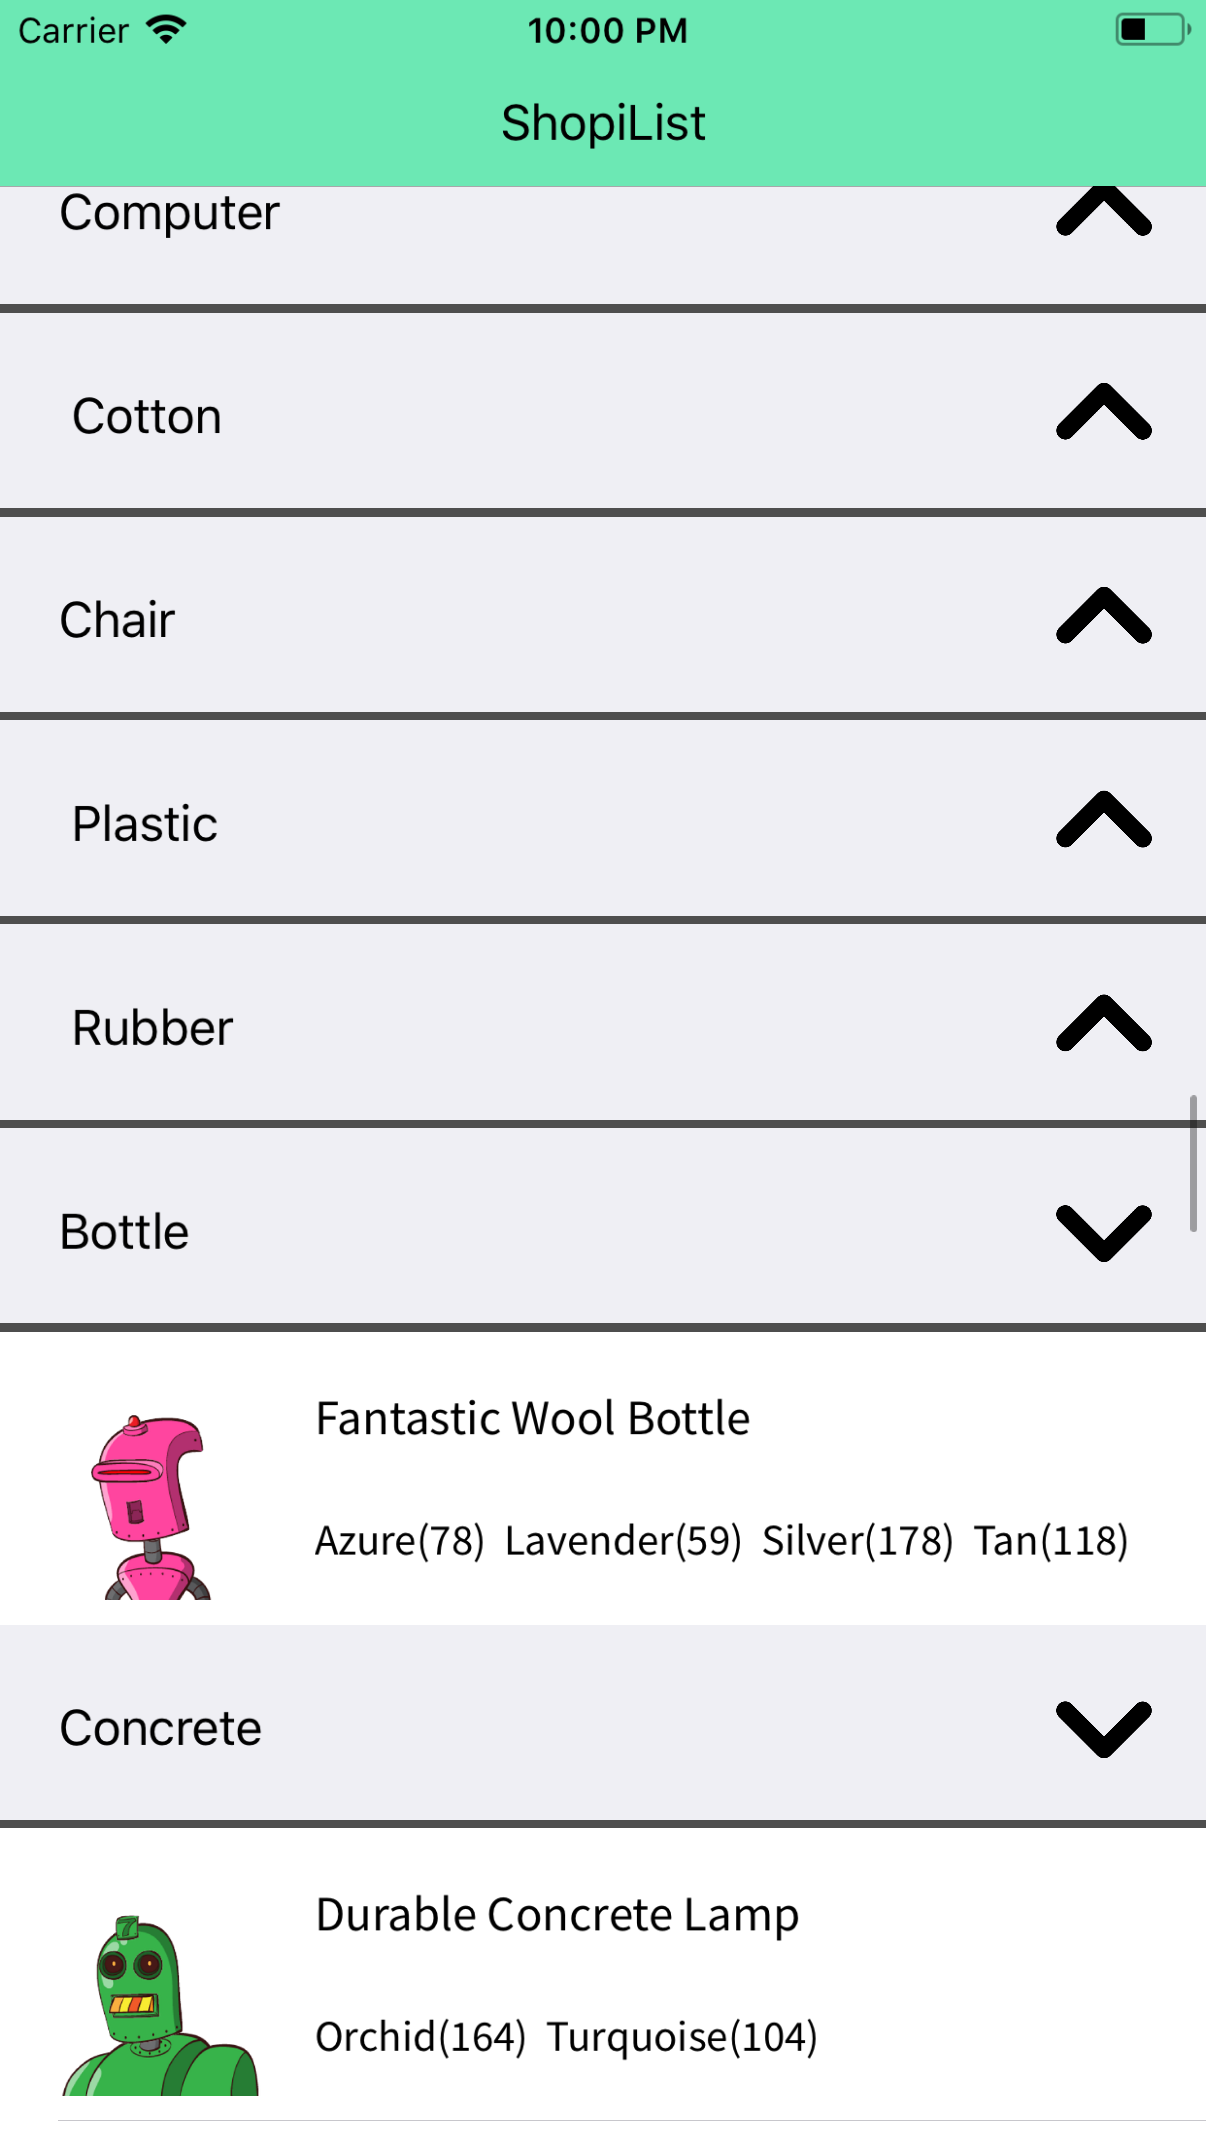 Carrier 10:00 PM
ShopiList
Computer
Cotton
Chair
Plastic
Rubber
Bottle
Fantastic Wool Bottle
Azure(78) Lavender(59) Silver(178) Tan(118)
Concrete
Durable Concrete Lamp
7
Orchid(164) Turquoise(104)